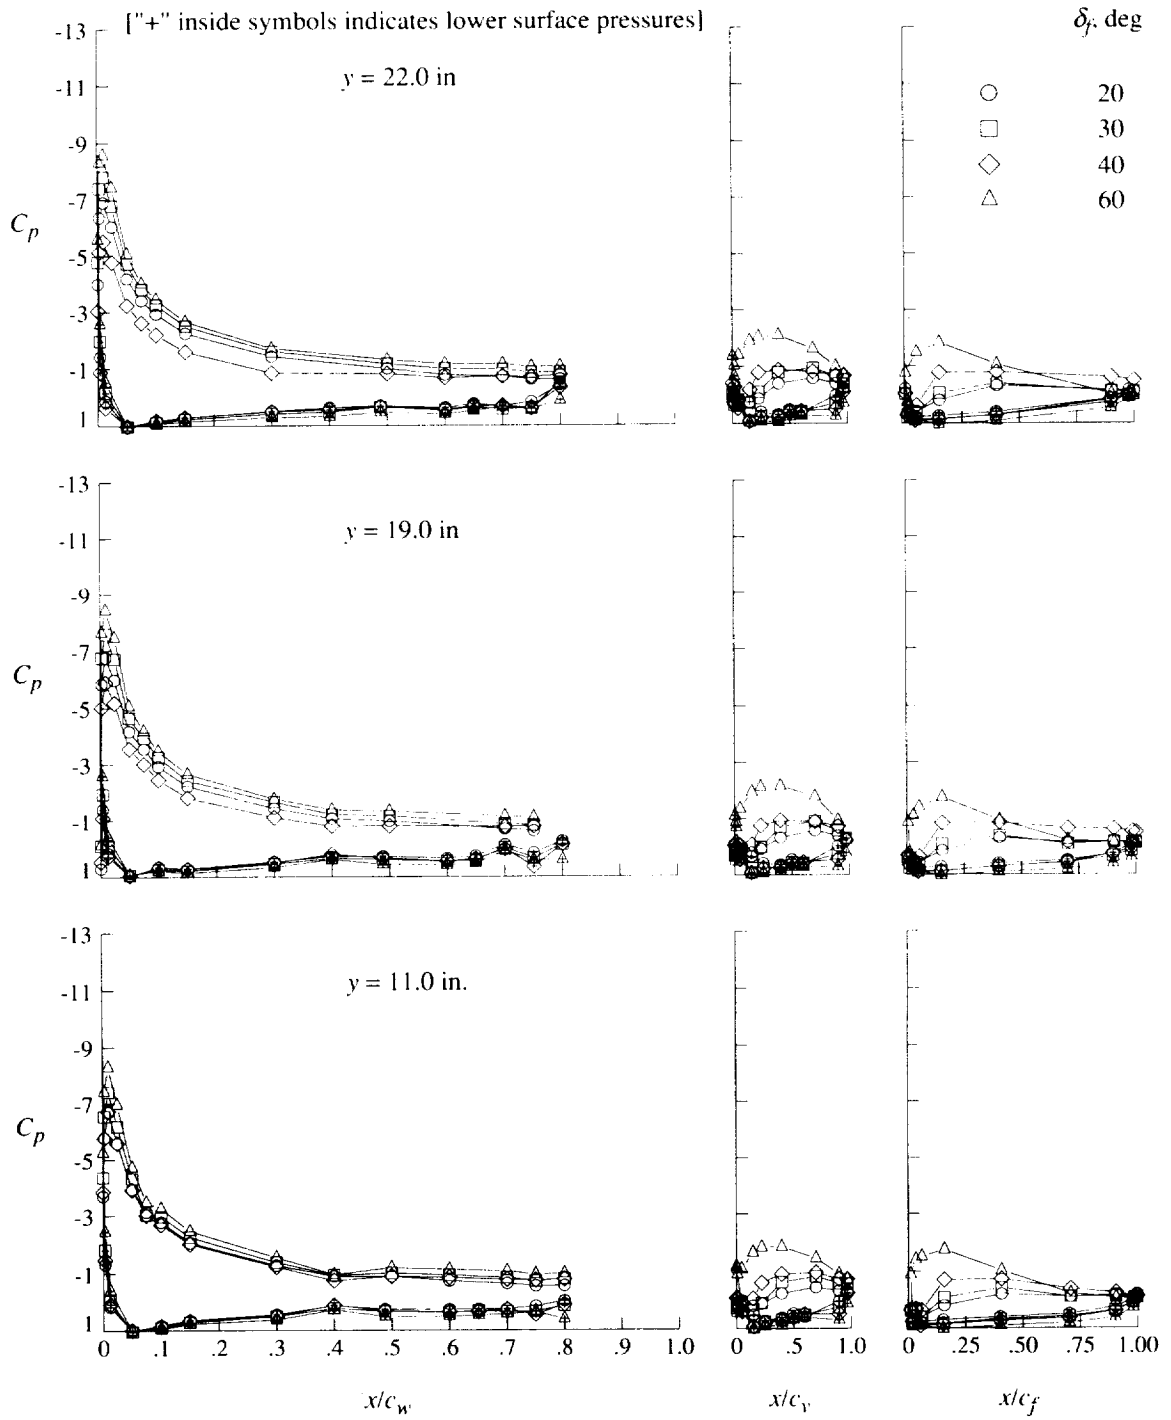 ["+" inside symbols indicates lower surface pressures]
δf, deg
20
30
40
60
y = 22.0 in
-13
-11
-9
-7
-5
-3
-1
1
Cp
y = 19.0 in
-13
-11
-9
-7
-5
-3
-1
1
Cp
y = 11.0 in.
-13
-11
-9
-7
-5
-3
-1
1
Cp
0 .1 .2 .3 .4 .5 .6 .7 .8 .9 1.0
0 .5 1.0
0 .25 .50 .75 1.00
x/cw
x/cv
x/cf